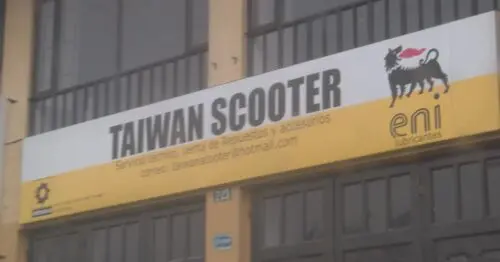 TAIWAN SCOOTER
Servicio técnico, venta de Repuestos y accesorios
correo: taiwanscooter@hotmail.com
eni
lubricantes